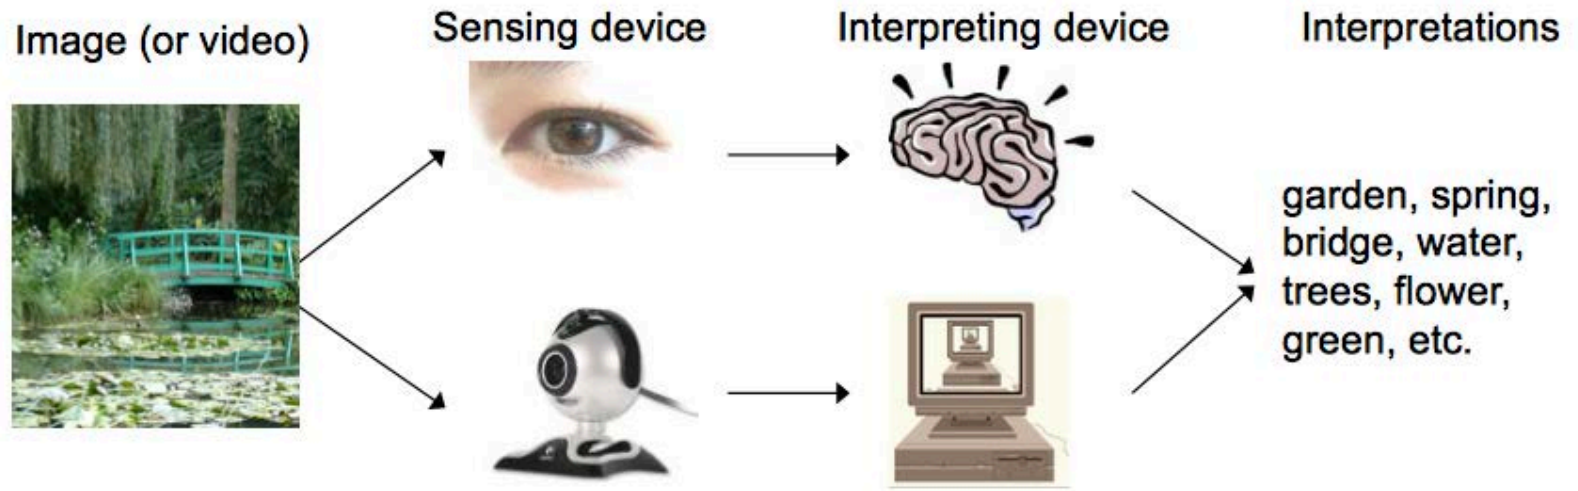 Image (or video)
Sensing device
Interpreting device
Interpretations
garden, spring,
bridge, water,
trees, flower,
green, etc.